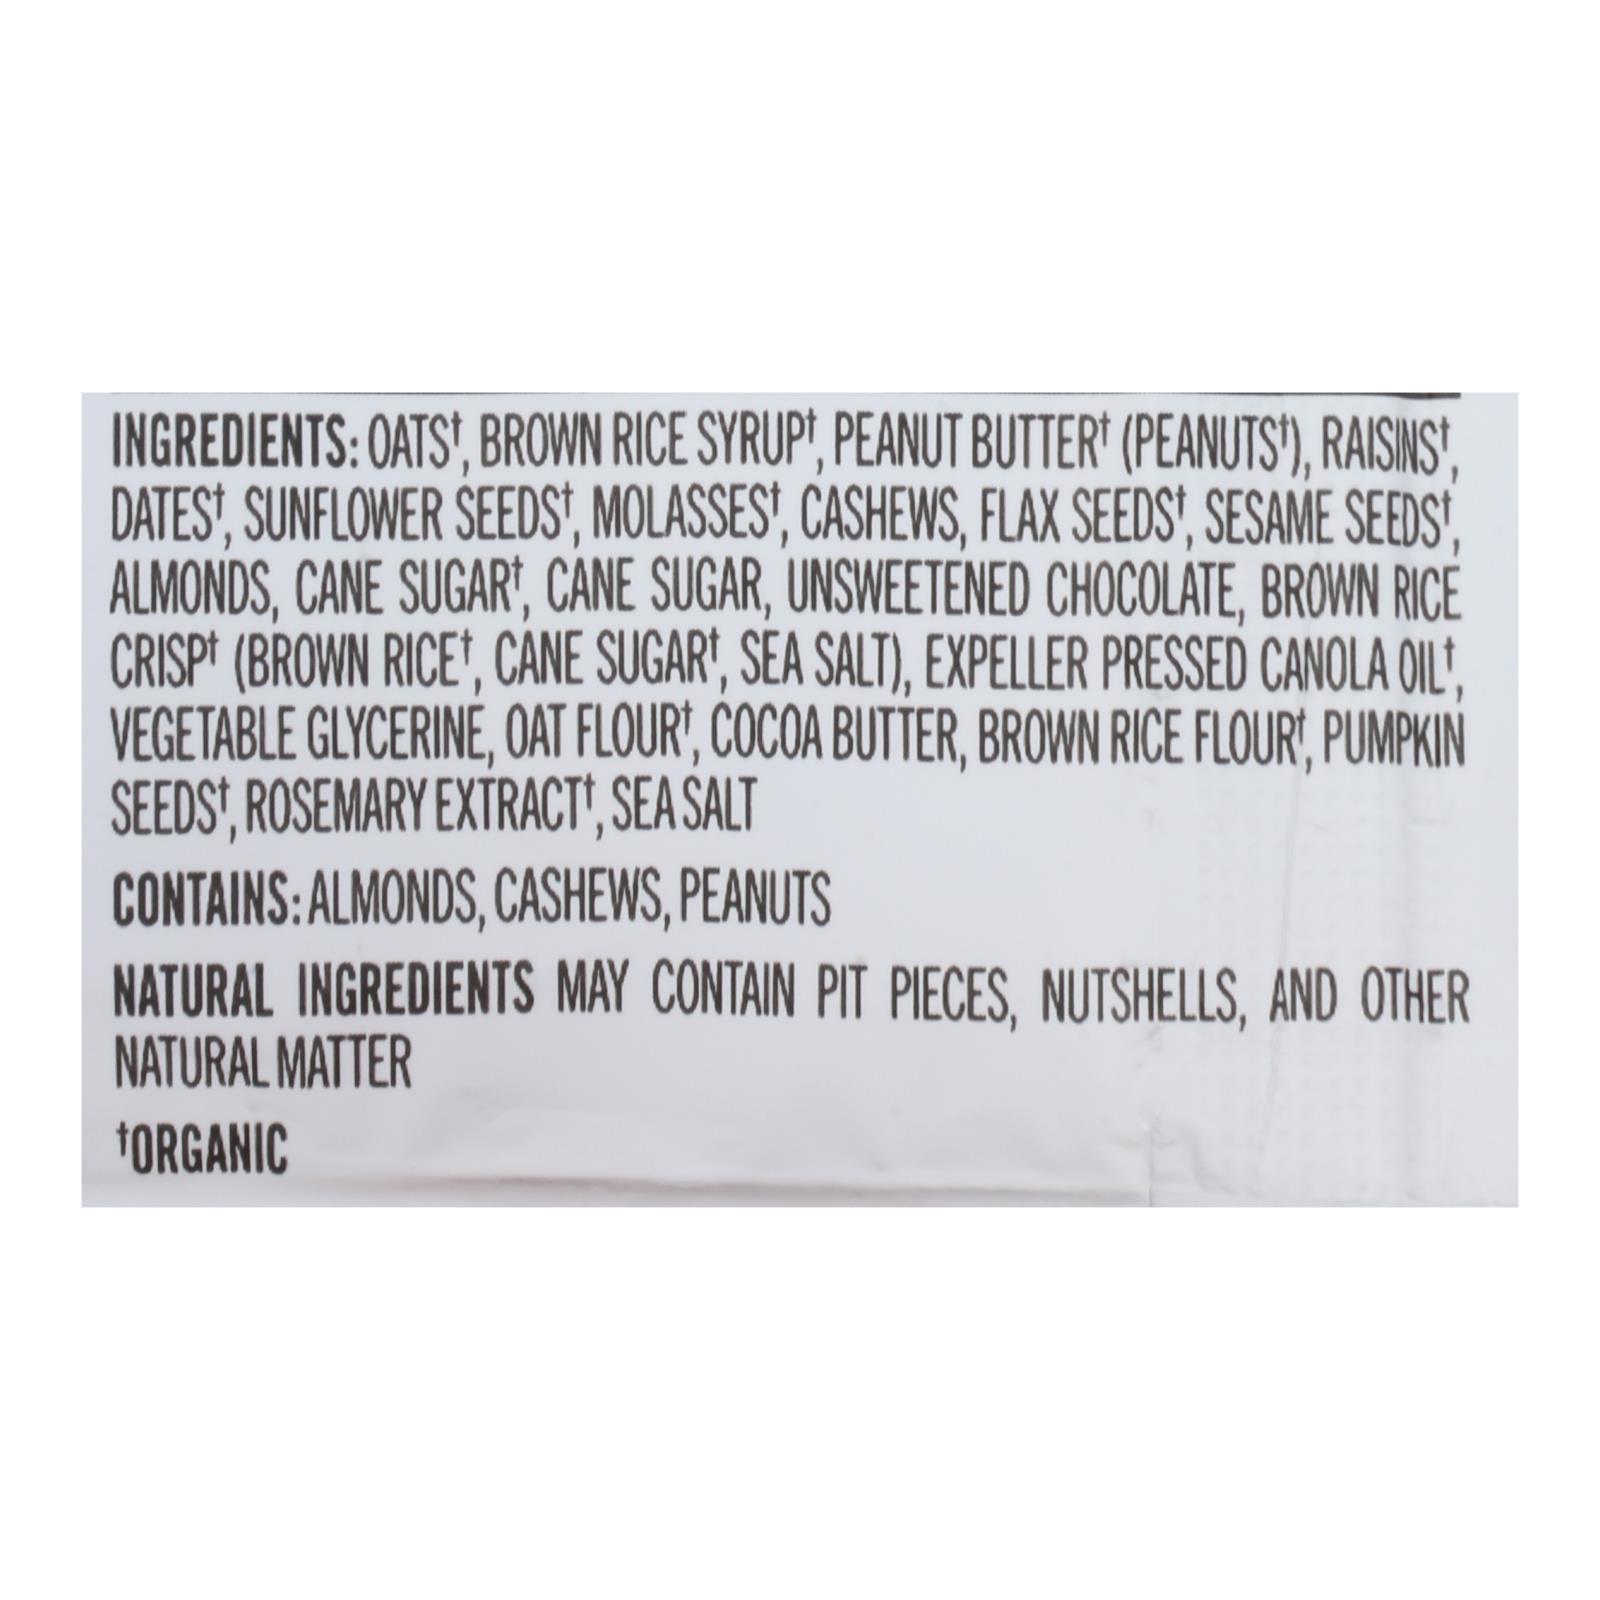 INGREDIENTS: OATS†, BROWN RICE SYRUP†, PEANUT BUTTER† (PEANUTS†), RAISINS†,
DATES†, SUNFLOWER SEEDS†, MOLASSES†, CASHEWS, FLAX SEEDS†, SESAME SEEDS†,
ALMONDS, CANE SUGAR†, CANE SUGAR, UNSWEETENED CHOCOLATE, BROWN RICE
CRISP† (BROWN RICE†, CANE SUGAR†, SEA SALT), EXPELLER PRESSED CANOLA OIL†,
VEGETABLE GLYCERINE, OAT FLOUR†, COCOA BUTTER, BROWN RICE FLOUR†, PUMPKIN
SEEDS†, ROSEMARY EXTRACT†, SEA SALT
CONTAINS: ALMONDS, CASHEWS, PEANUTS
NATURAL INGREDIENTS MAY CONTAIN PIT PIECES, NUTSHELLS, AND OTHER
NATURAL MATTER
†ORGANIC